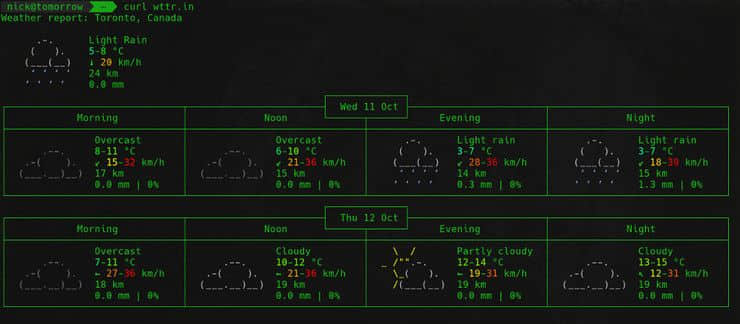 nick@tomorrow ~ curl wttr.in
Weather report: Toronto, Canada
Light Rain
5-8 °C
↓ 20 km/h
24 km
0.0 mm
Wed 11 Oct
Morning Noon Evening Night
Overcast Overcast Light rain Light rain
8-11 °C 6-10 °C 3-7 °C 3-7 °C
↙ 15-32 km/h ↙ 21-36 km/h ↙ 28-36 km/h ↙ 18-39 km/h
17 km 15 km 14 km 15 km
0.0 mm | 0% 0.0 mm | 0% 0.3 mm | 0% 1.3 mm | 0%
Thu 12 Oct
Morning Noon Evening Night
Overcast Cloudy Partly cloudy Cloudy
7-11 °C 10-12 °C 12-14 °C 13-15 °C
← 27-36 km/h ← 21-36 km/h ← 19-31 km/h ↖ 12-31 km/h
18 km 19 km 19 km 19 km
0.0 mm | 0% 0.0 mm | 0% 0.0 mm | 0% 0.0 mm | 0%